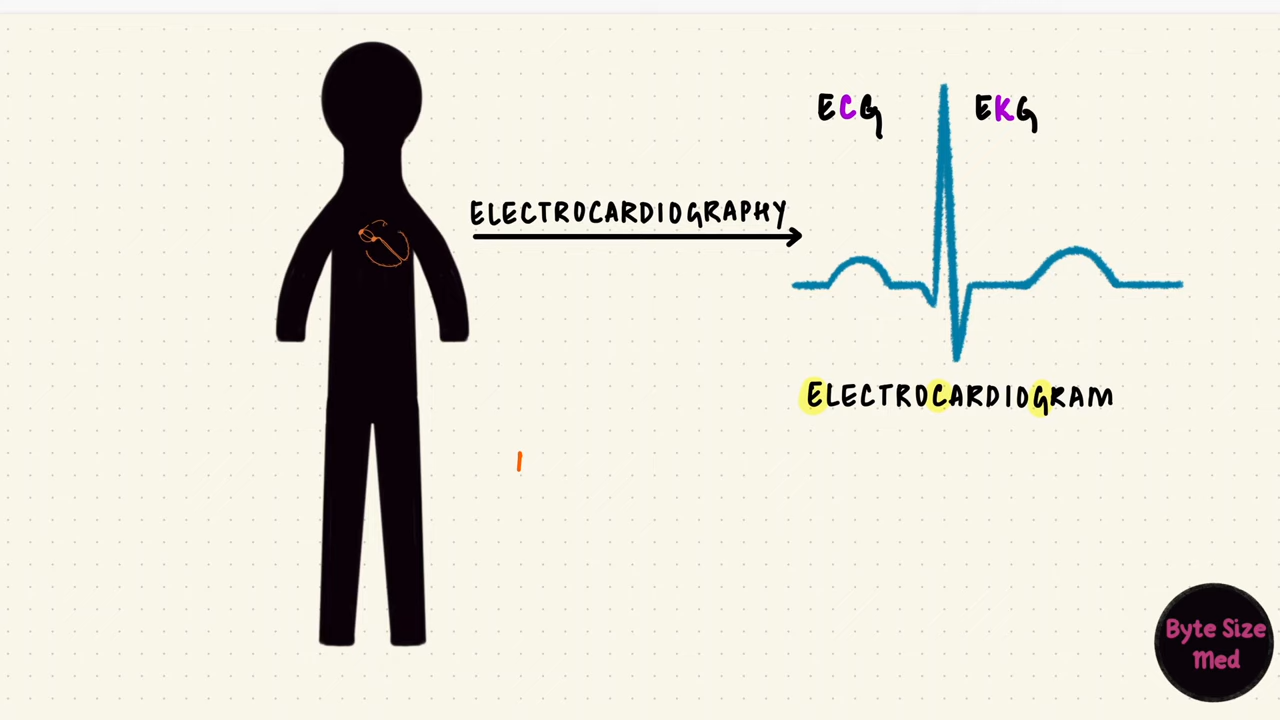 ECG EKG
ELECTROCARDIOGRAPHY
ELECTROCARDIOGRAM
Byte Size
Med